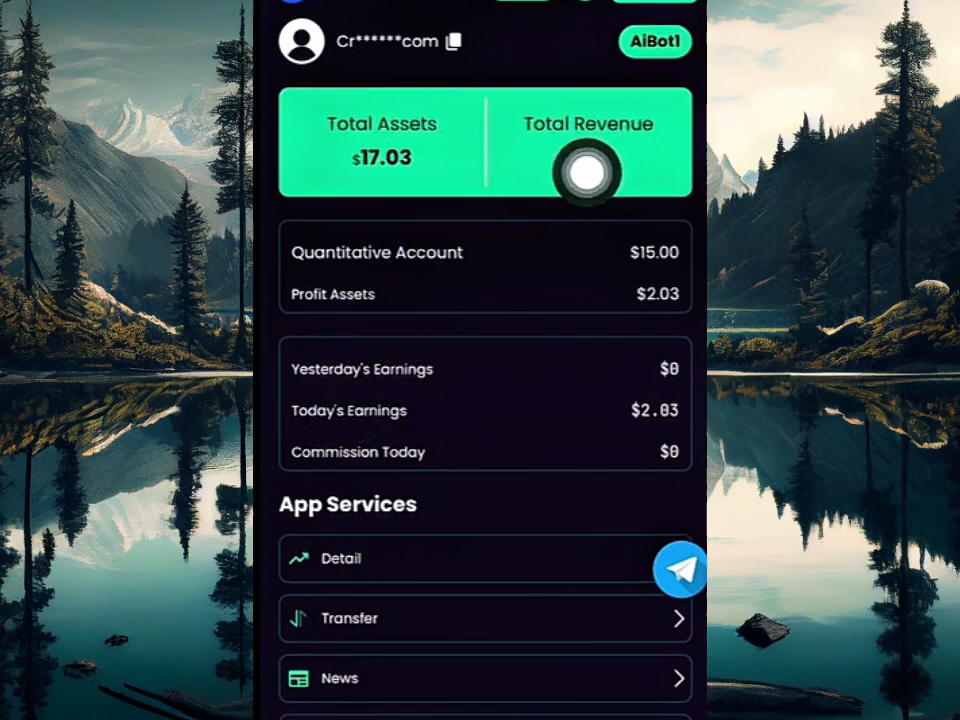 Cr******com
AiBot1
Total Assets
Total Revenue
$17.03
Quantitative Account
$15.00
Profit Assets
$2.03
Yesterday's Earnings
$0
Today's Earnings
$2.03
Commission Today
$0
App Services
Detail
Transfer
News